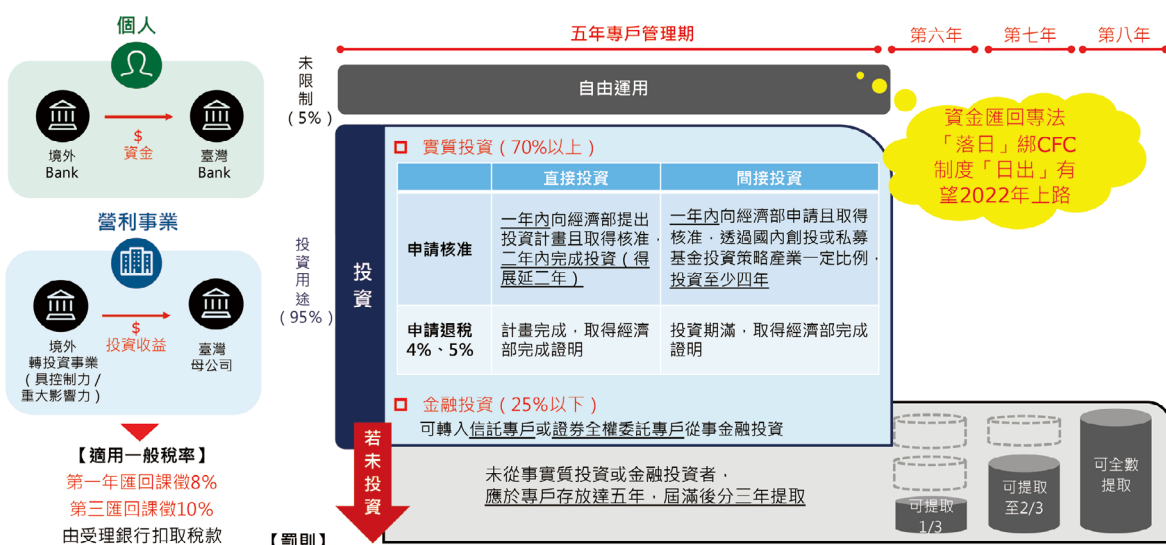 個人
境外
Bank
$
資金
臺灣
Bank
營利事業
境外
轉投資事業
（具控制力/
重大影響力）
$
投資收益
臺灣
母公司
【適用一般稅率】
第一年匯回課徵8%
第三匯回課徵10%
由受理銀行扣取稅款
五年專戶管理期
第六年
第七年
第八年
未
限
制
（5%）
自由運用
資金匯回專法
「落日」綁CFC
制度「日出」有
望2022年上路
投
資
用
途
（95%）
投
資
實質投資（70%以上）
直接投資
間接投資
申請核准
一年內向經濟部提出
投資計畫且取得核准，
二年內完成投資（得
展延二年）
一年內向經濟部申請且取得
核准，透過國內創投或私募
基金投資策略產業一定比例，
投資至少四年
申請退稅
4%、5%
計畫完成，取得經濟
部完成證明
投資期滿，取得經濟部完成
證明
金融投資（25%以下）
可轉入信託專戶或證券全權委託專戶從事金融投資
若
未
投
資
未從事實質投資或金融投資者，
應於專戶存放達五年，屆滿後分三年提取
可提取
1/3
可提取
至2/3
可全數
提取
【罰則】